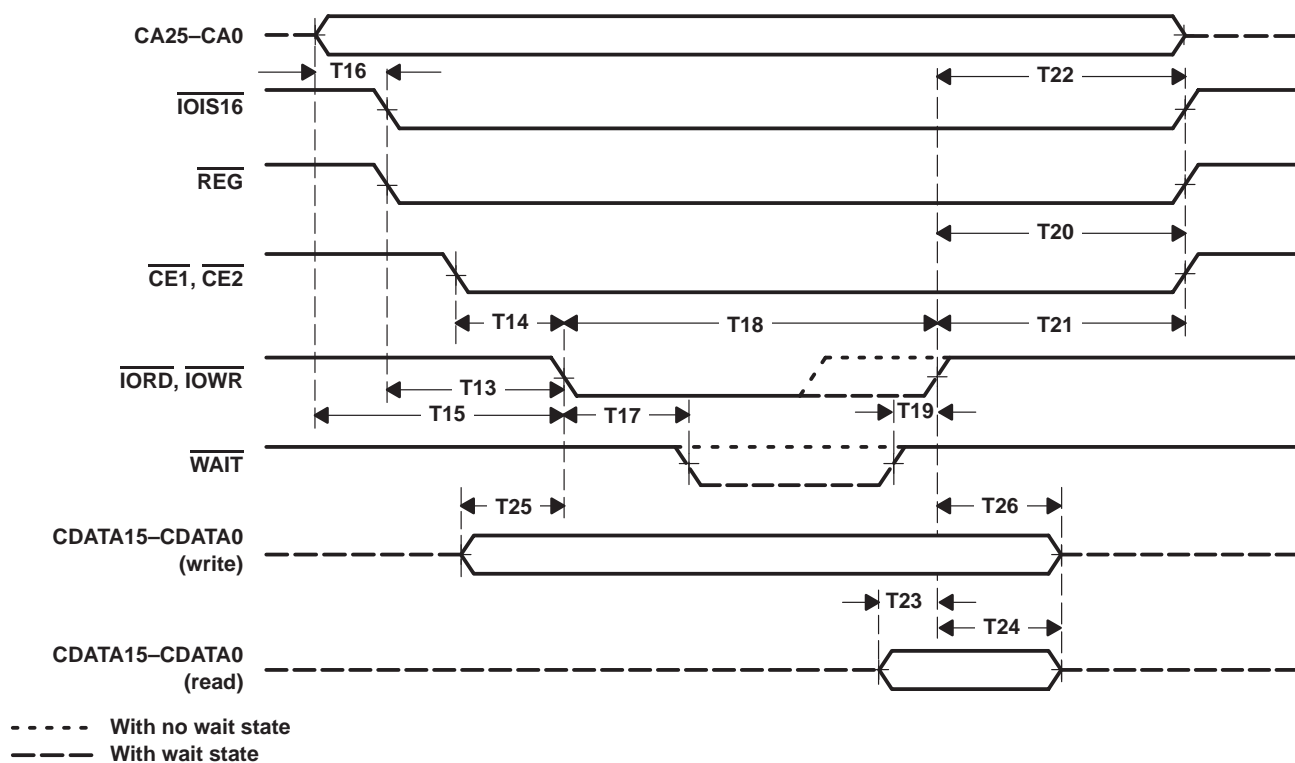 CA25–CA0
T16
T22
IOIS16
REG
T20
CE1, CE2
T14
T18
T21
IORD, IOWR
T13
T19
T15
T17
WAIT
T25
T26
CDATA15–CDATA0
(write)
T23
T24
CDATA15–CDATA0
(read)
With no wait state
With wait state